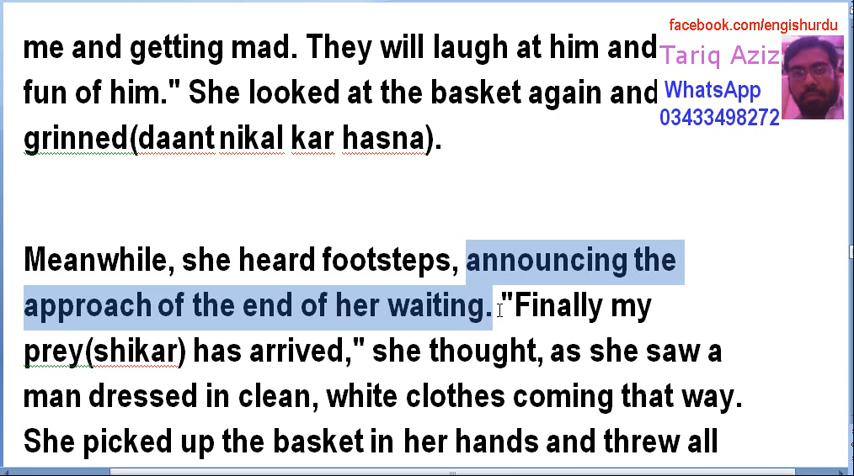 facebook.com/engishurdu
Tariq Aziz
WhatsApp
03433498272
me and getting mad. They will laugh at him and
fun of him." She looked at the basket again and
grinned(daant nikal kar hasna).
Meanwhile, she heard footsteps, announcing the
approach of the end of her waiting. "Finally my
prey(shikar) has arrived," she thought, as she saw a
man dressed in clean, white clothes coming that way.
She picked up the basket in her hands and threw all